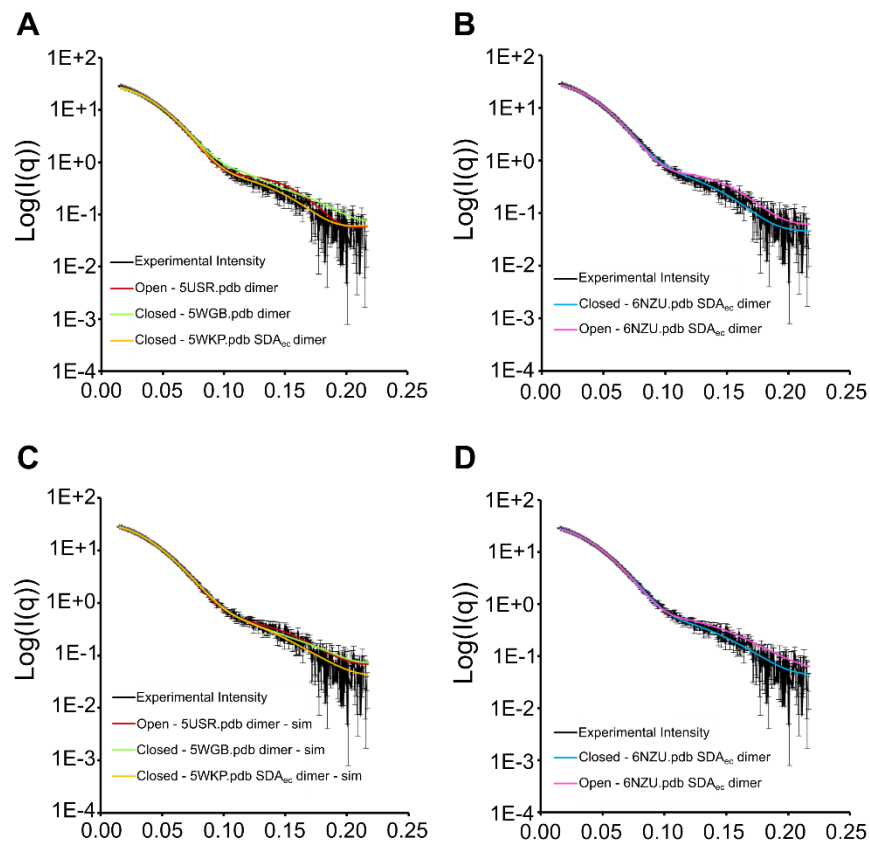 A
1E+2
1E+1
1E+0
1E-1
1E-2
1E-3
1E-4
Log(I(q))
Experimental Intensity
Open - 5USR.pdb dimer
Closed - 5WGB.pdb dimer
Closed - 5WKP.pdb SDAec dimer
0.00 0.05 0.10 0.15 0.20 0.25
B
1E+2
1E+1
1E+0
1E-1
1E-2
1E-3
1E-4
Log(I(q))
Experimental Intensity
Closed - 6NZU.pdb SDAec dimer
Open - 6NZU.pdb SDAec dimer
0.00 0.05 0.10 0.15 0.20 0.25
C
1E+2
1E+1
1E+0
1E-1
1E-2
1E-3
1E-4
Log(I(q))
Experimental Intensity
Open - 5USR.pdb dimer - sim
Closed - 5WGB.pdb dimer - sim
Closed - 5WKP.pdb SDAec dimer - sim
0.00 0.05 0.10 0.15 0.20 0.25
D
1E+2
1E+1
1E+0
1E-1
1E-2
1E-3
1E-4
Log(I(q))
Experimental Intensity
Closed - 6NZU.pdb SDAec dimer
Open - 6NZU.pdb SDAec dimer
0.00 0.05 0.10 0.15 0.20 0.25